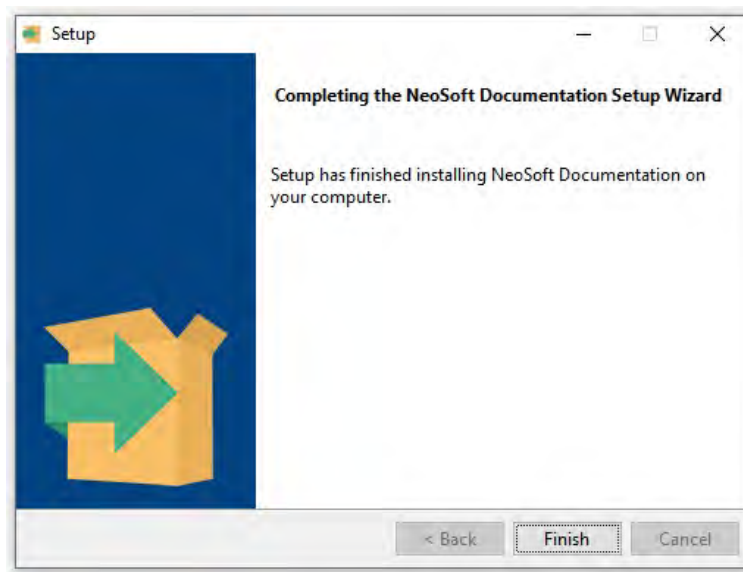 Setup
Completing the NeoSoft Documentation Setup Wizard
Setup has finished installing NeoSoft Documentation on
your computer.
< Back
Finish
Cancel